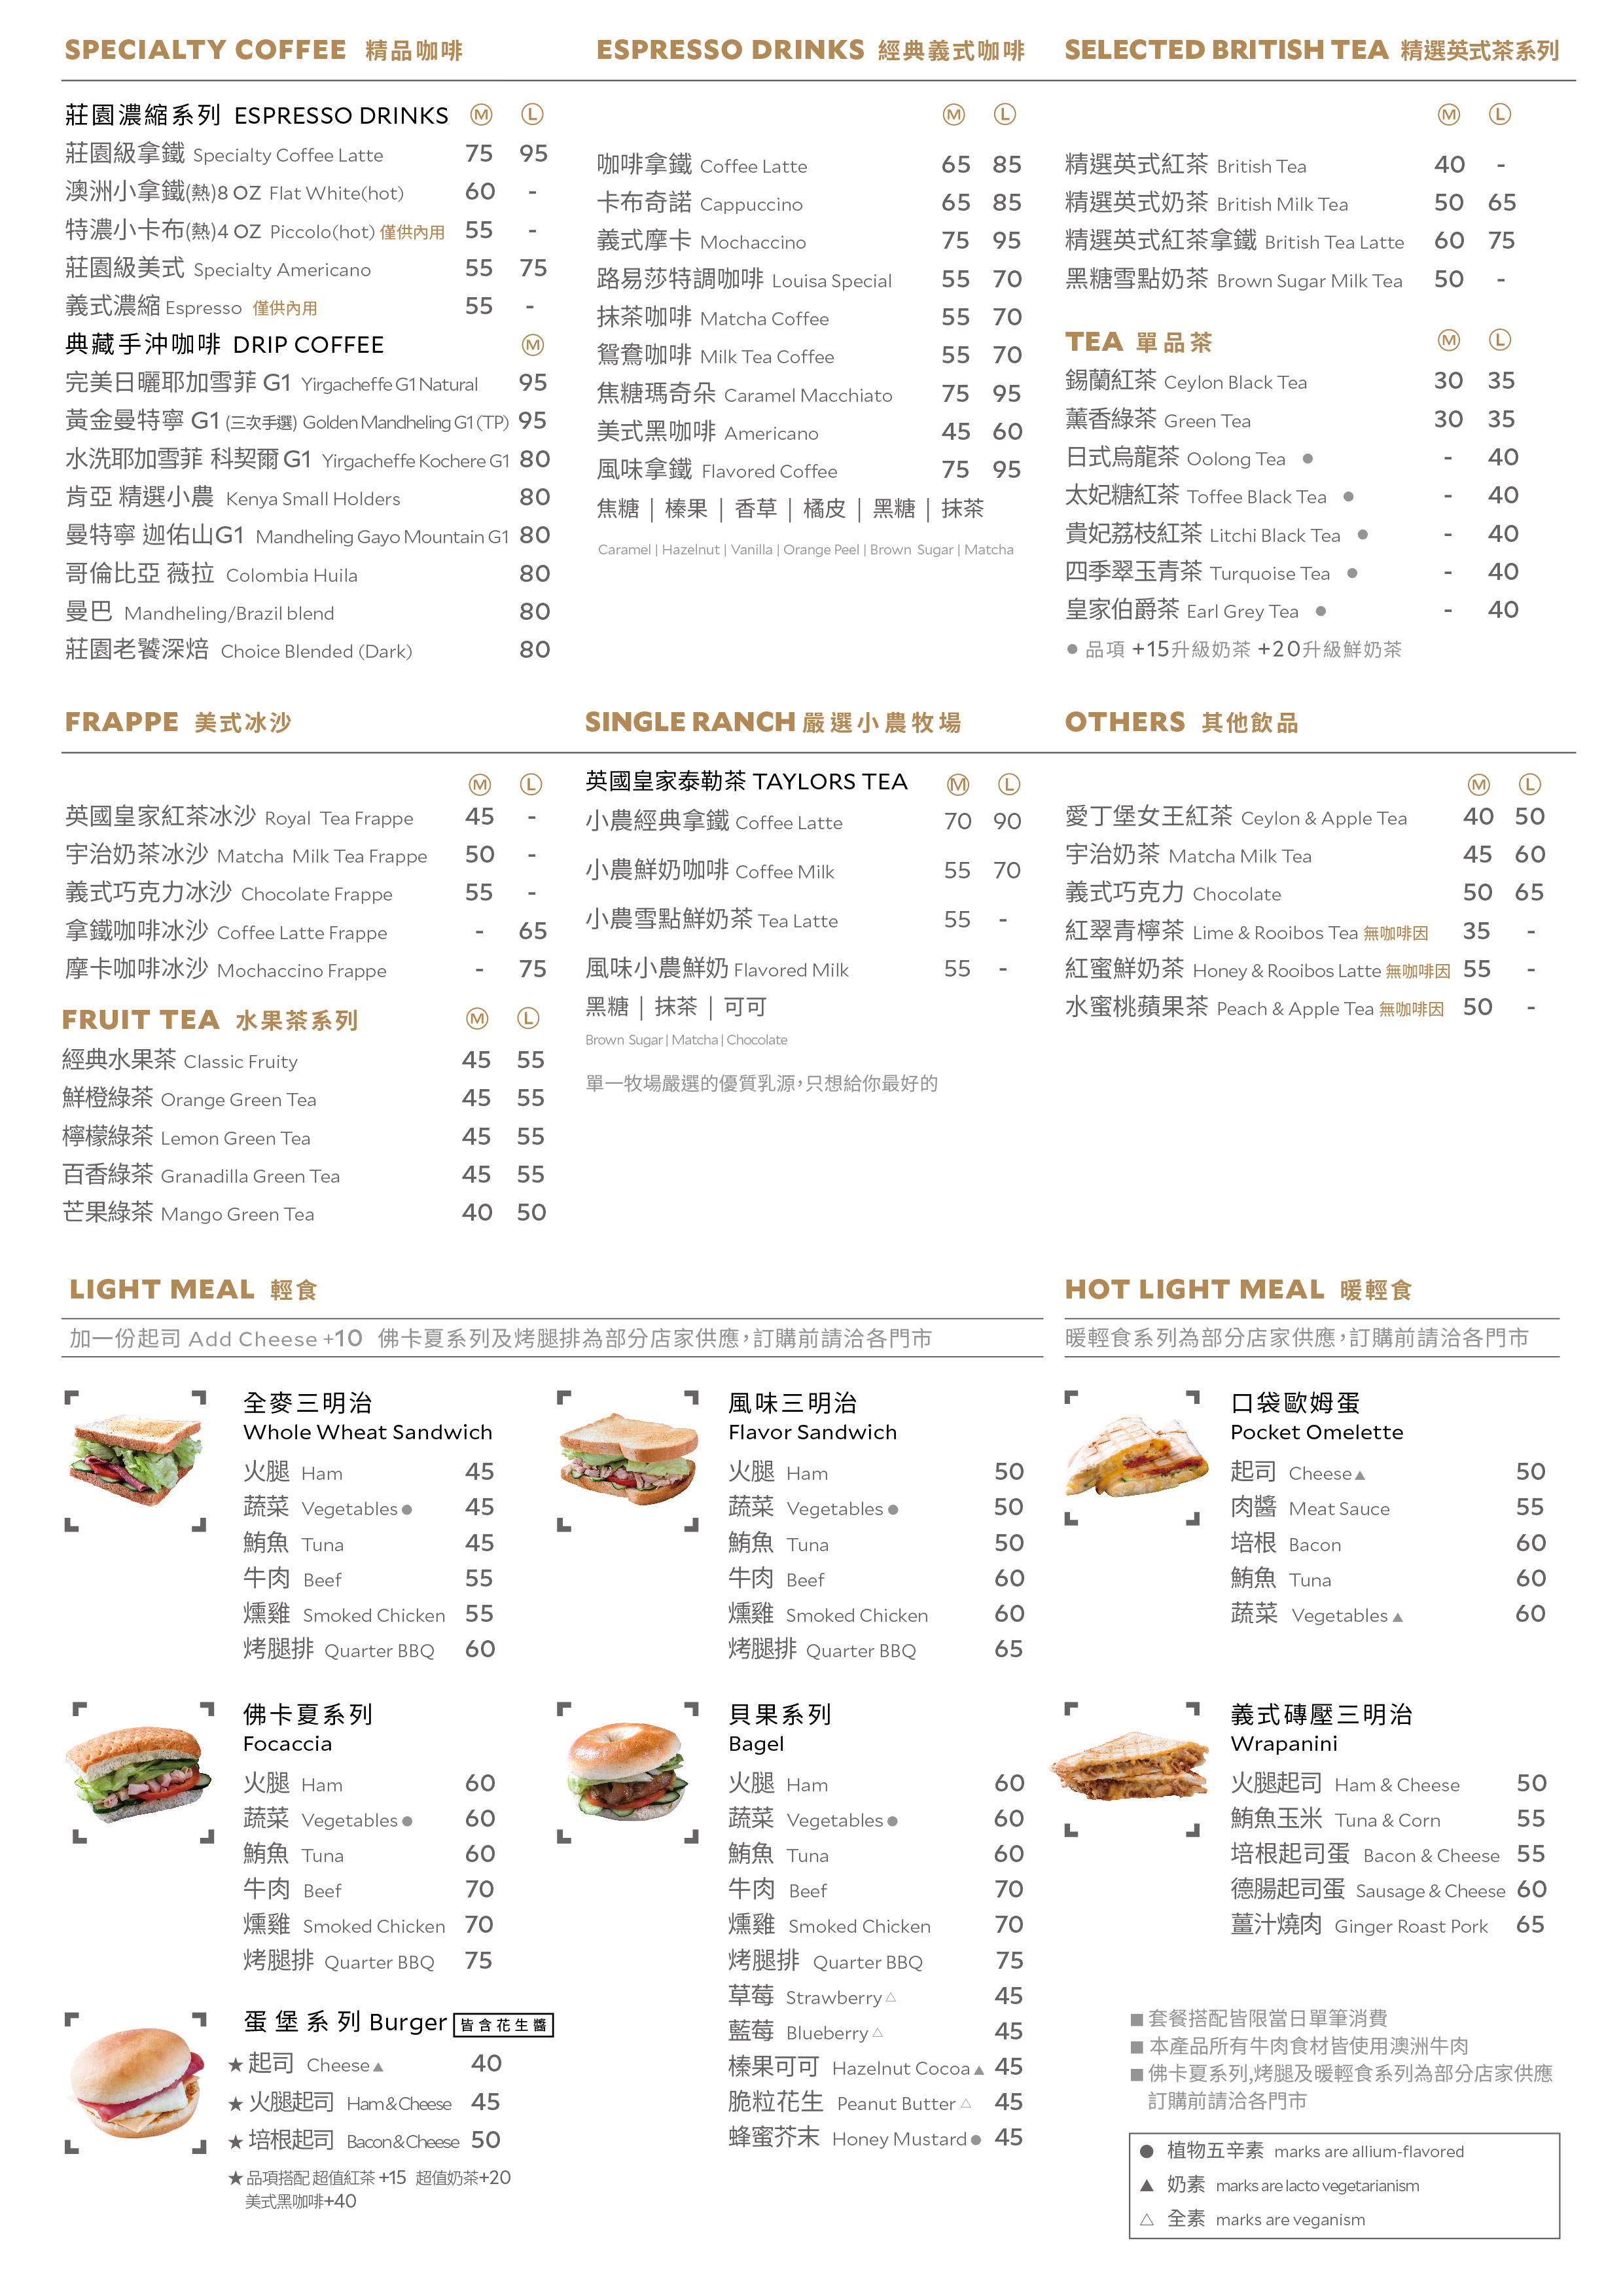 SPECIALTY COFFEE 精品咖啡
莊園濃縮系列 ESPRESSO DRINKS Ⓜ Ⓛ
莊園級拿鐵 Specialty Coffee Latte 75 95
澳洲小拿鐵(熱)8 OZ Flat White(hot) 60 -
特濃小卡布(熱)4 OZ Piccolo(hot) 僅供內用 55 -
莊園級美式 Specialty Americano 55 75
義式濃縮 Espresso 僅供內用 55 -
典藏手沖咖啡 DRIP COFFEE Ⓜ
完美日曬耶加雪菲 G1 Yirgacheffe G1 Natural 95
黃金曼特寧 G1 (三次手選) Golden Mandheling G1 (TP) 95
水洗耶加雪菲 科契爾 G1 Yirgacheffe Kochere G1 80
肯亞 精選小農 Kenya Small Holders 80
曼特寧 迦佑山G1 Mandheling Gayo Mountain G1 80
哥倫比亞 薇拉 Colombia Huila 80
曼巴 Mandheling/Brazil blend 80
莊園老饕深焙 Choice Blended (Dark) 80
ESPRESSO DRINKS 經典義式咖啡
Ⓜ Ⓛ
咖啡拿鐵 Coffee Latte 65 85
卡布奇諾 Cappuccino 65 85
義式摩卡 Mochaccino 75 95
路易莎特調咖啡 Louisa Special 55 70
抹茶咖啡 Matcha Coffee 55 70
鴛鴦咖啡 Milk Tea Coffee 55 70
焦糖瑪奇朵 Caramel Macchiato 75 95
美式黑咖啡 Americano 45 60
風味拿鐵 Flavored Coffee 75 95
焦糖 | 榛果 | 香草 | 橘皮 | 黑糖 | 抹茶
Caramel | Hazelnut | Vanilla | Orange Peel | Brown Sugar | Matcha
SELECTED BRITISH TEA 精選英式茶系列
Ⓜ Ⓛ
精選英式紅茶 British Tea 40 -
精選英式奶茶 British Milk Tea 50 65
精選英式紅茶拿鐵 British Tea Latte 60 75
黑糖雪點奶茶 Brown Sugar Milk Tea 50 -
TEA 單品茶 Ⓜ Ⓛ
錫蘭紅茶 Ceylon Black Tea 30 35
薰香綠茶 Green Tea 30 35
日式烏龍茶 Oolong Tea ● - 40
太妃糖紅茶 Toffee Black Tea ● - 40
貴妃荔枝紅茶 Litchi Black Tea ● - 40
四季翠玉青茶 Turquoise Tea ● - 40
皇家伯爵茶 Earl Grey Tea ● - 40
● 品項 +15升級奶茶 +20升級鮮奶茶
FRAPPE 美式冰沙
Ⓜ Ⓛ
英國皇家紅茶冰沙 Royal Tea Frappe 45 -
宇治奶茶冰沙 Matcha Milk Tea Frappe 50 -
義式巧克力冰沙 Chocolate Frappe 55 -
拿鐵咖啡冰沙 Coffee Latte Frappe - 65
摩卡咖啡冰沙 Mochaccino Frappe - 75
FRUIT TEA 水果茶系列 Ⓜ Ⓛ
經典水果茶 Classic Fruity 45 55
鮮橙綠茶 Orange Green Tea 45 55
檸檬綠茶 Lemon Green Tea 45 55
百香綠茶 Granadilla Green Tea 45 55
芒果綠茶 Mango Green Tea 40 50
SINGLE RANCH 嚴選小農牧場
英國皇家泰勒茶 TAYLORS TEA Ⓜ Ⓛ
小農經典拿鐵 Coffee Latte 70 90
小農鮮奶咖啡 Coffee Milk 55 70
小農雪點鮮奶茶 Tea Latte 55 -
風味小農鮮奶 Flavored Milk 55 -
黑糖 | 抹茶 | 可可
Brown Sugar | Matcha | Chocolate
單一牧場嚴選的優質乳源,只想給你最好的
OTHERS 其他飲品
Ⓜ Ⓛ
愛丁堡女王紅茶 Ceylon & Apple Tea 40 50
宇治奶茶 Matcha Milk Tea 45 60
義式巧克力 Chocolate 50 65
紅翠青檸茶 Lime & Rooibos Tea 無咖啡因 35 -
紅蜜鮮奶茶 Honey & Rooibos Latte 無咖啡因 55 -
水蜜桃蘋果茶 Peach & Apple Tea 無咖啡因 50 -
LIGHT MEAL 輕食
加一份起司 Add Cheese +10 佛卡夏系列及烤腿排為部分店家供應,訂購前請洽各門市
全麥三明治
Whole Wheat Sandwich
火腿 Ham 45
蔬菜 Vegetables ● 45
鮪魚 Tuna 45
牛肉 Beef 55
燻雞 Smoked Chicken 55
烤腿排 Quarter BBQ 60
風味三明治
Flavor Sandwich
火腿 Ham 50
蔬菜 Vegetables ● 50
鮪魚 Tuna 50
牛肉 Beef 60
燻雞 Smoked Chicken 60
烤腿排 Quarter BBQ 65
佛卡夏系列
Focaccia
火腿 Ham 60
蔬菜 Vegetables ● 60
鮪魚 Tuna 60
牛肉 Beef 70
燻雞 Smoked Chicken 70
烤腿排 Quarter BBQ 75
貝果系列
Bagel
火腿 Ham 60
蔬菜 Vegetables ● 60
鮪魚 Tuna 60
牛肉 Beef 70
燻雞 Smoked Chicken 70
烤腿排 Quarter BBQ 75
草莓 Strawberry △ 45
藍莓 Blueberry △ 45
榛果可可 Hazelnut Cocoa ▲ 45
脆粒花生 Peanut Butter △ 45
蜂蜜芥末 Honey Mustard ● 45
蛋堡系列 Burger 皆含花生醬
★ 起司 Cheese ▲ 40
★ 火腿起司 Ham & Cheese 45
★ 培根起司 Bacon & Cheese 50
★ 品項搭配 超值紅茶 +15 超值奶茶+20
美式黑咖啡+40
HOT LIGHT MEAL 暖輕食
暖輕食系列為部分店家供應,訂購前請洽各門市
口袋歐姆蛋
Pocket Omelette
起司 Cheese ▲ 50
肉醬 Meat Sauce 55
培根 Bacon 60
鮪魚 Tuna 60
蔬菜 Vegetables ▲ 60
義式磚壓三明治
Wrapanini
火腿起司 Ham & Cheese 50
鮪魚玉米 Tuna & Corn 55
培根起司蛋 Bacon & Cheese 55
德腸起司蛋 Sausage & Cheese 60
薑汁燒肉 Ginger Roast Pork 65
■ 套餐搭配皆限當日單筆消費
■ 本產品所有牛肉食材皆使用澳洲牛肉
■ 佛卡夏系列,烤腿及暖輕食系列為部分店家供應
訂購前請洽各門市
● 植物五辛素 marks are allium-flavored
▲ 奶素 marks are lacto vegetarianism
△ 全素 marks are veganism